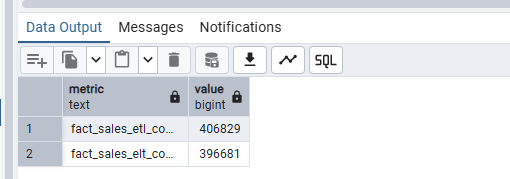 Data Output Messages Notifications
SQL
metric value
text bigint
1 fact_sales_etl_co... 406829
2 fact_sales_elt_co... 396681